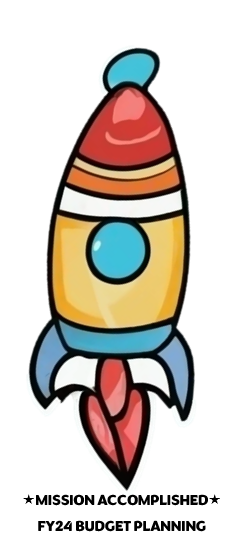 ★MISSION ACCOMPLISHED★
FY24 BUDGET PLANNING